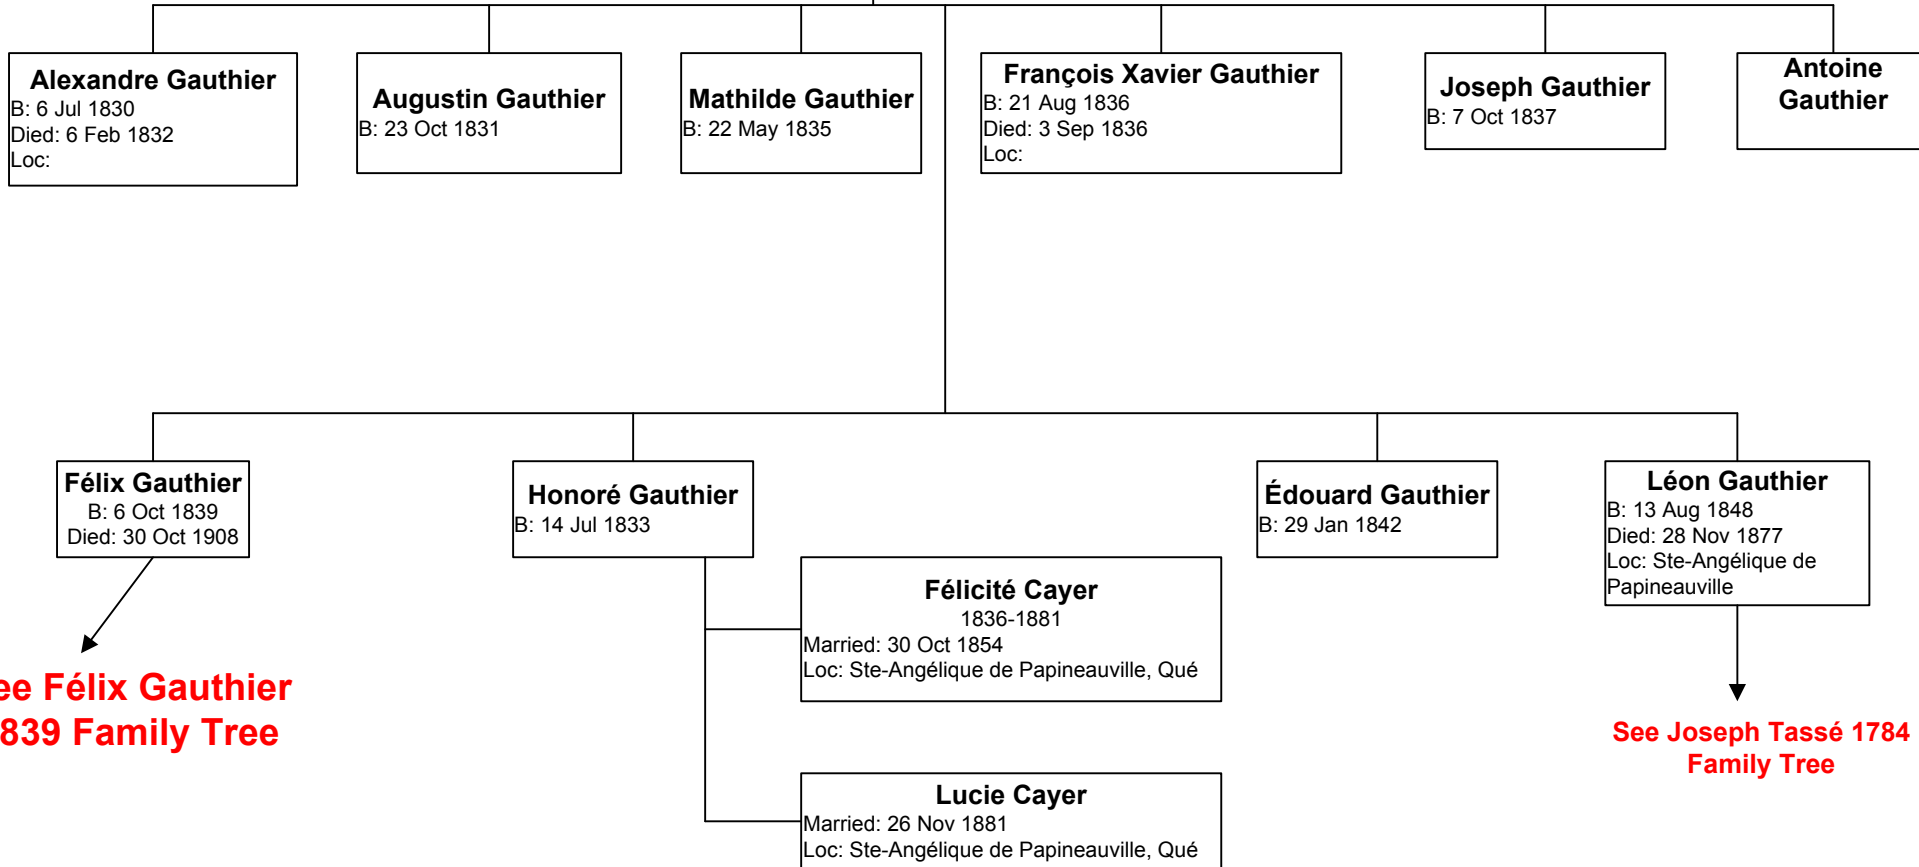 Alexandre Gauthier
B: 6 Jul 1830
Died: 6 Feb 1832
Loc:
Augustin Gauthier
B: 23 Oct 1831
Mathilde Gauthier
B: 22 May 1835
François Xavier Gauthier
B: 21 Aug 1836
Died: 3 Sep 1836
Loc:
Joseph Gauthier
B: 7 Oct 1837
Antoine
Gauthier
Félix Gauthier
B: 6 Oct 1839
Died: 30 Oct 1908
Honoré Gauthier
B: 14 Jul 1833
Édouard Gauthier
B: 29 Jan 1842
Léon Gauthier
B: 13 Aug 1848
Died: 28 Nov 1877
Loc: Ste-Angélique de
Papineauville
Félicité Cayer
1836-1881
Married: 30 Oct 1854
Loc: Ste-Angélique de Papineauville, Qué
ee Félix Gauthier
839 Family Tree
See Joseph Tassé 1784
Family Tree
Lucie Cayer
Married: 26 Nov 1881
Loc: Ste-Angélique de Papineauville, Qué